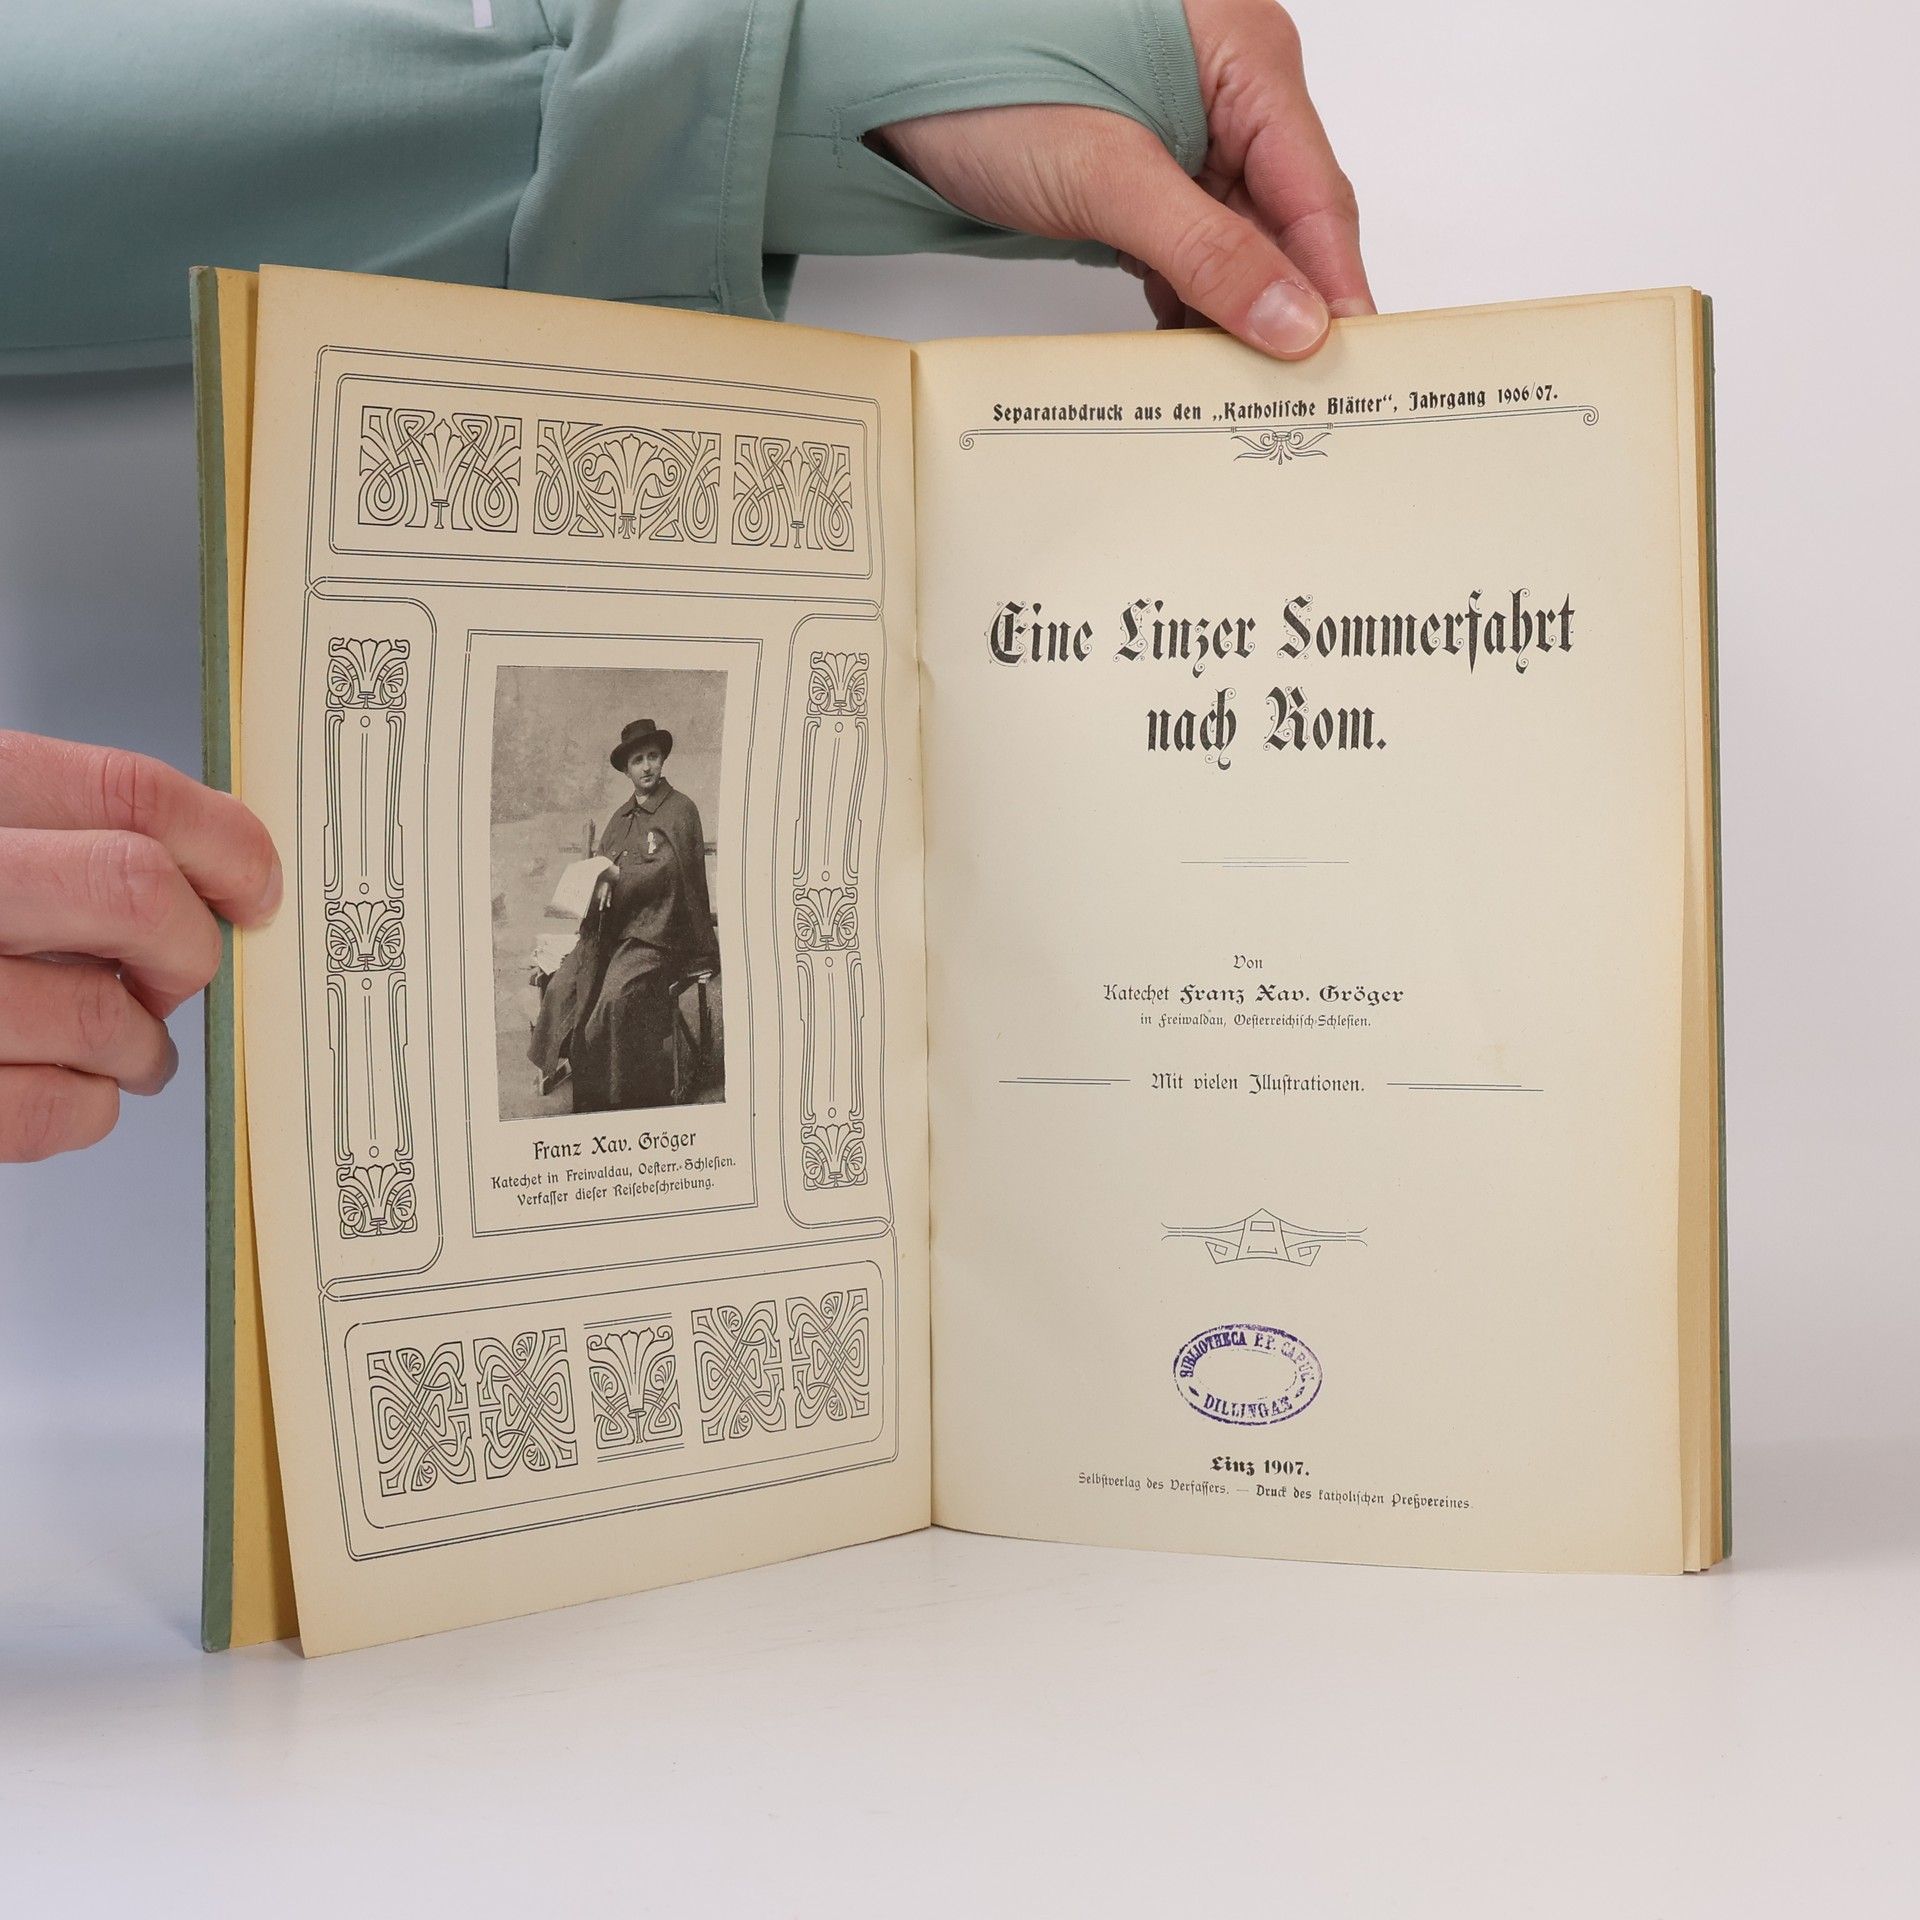 Franz Xav. Gröger
Katechet in Freiwaldau, Oeſterr.-Schleſien.
Verfaſſer dieſer Reiſebeſchreibung.
Separatabdruck aus den „Katholiſche Blätter“, Jahrgang 1906/07.
Eine Linzer Sommerfahrt
nach Rom.
Von
Katechet Franz Xav. Gröger
in Freiwaldau, Oeſterreichiſch-Schleſien.
Mit vielen Illuſtrationen.
BIBLIOTHECA P.P. CAPUC.
DILLINGAE
Linz 1907.
Selbſtverlag des Verfaſſers. — Druck des katholiſchen Preßvereines.